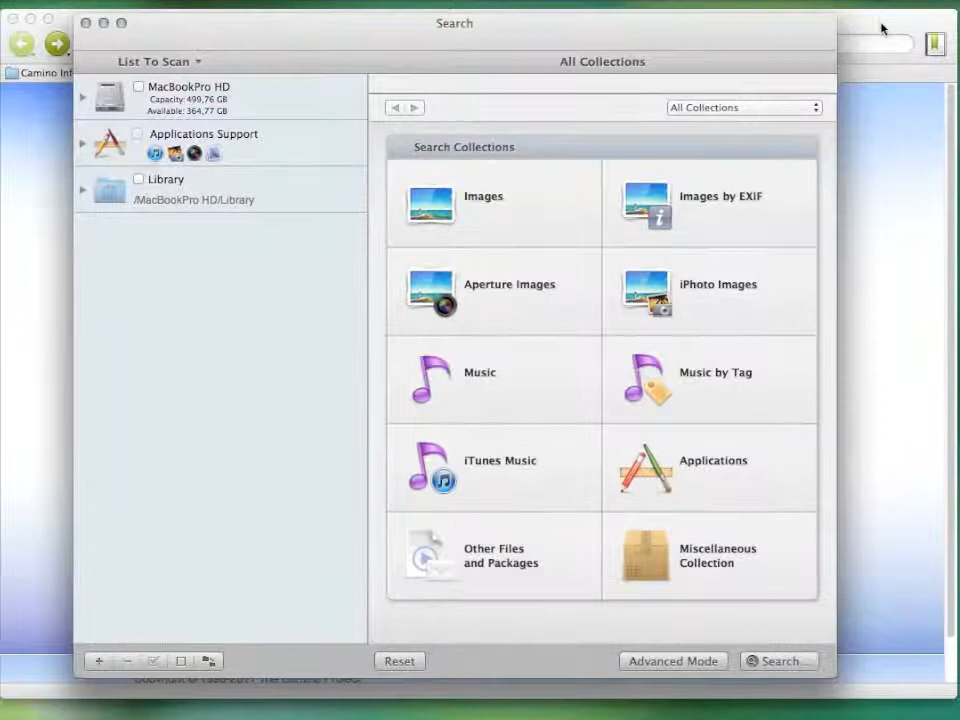 Search
Camino Inf
List To Scan
All Collections
MacBookPro HD
Capacity: 499,76 GB
Available: 364,77 GB
All Collections
Applications Support
Search Collections
Library
/MacBookPro HD/Library
Images
Images by EXIF
Aperture Images
iPhoto Images
Music
Music by Tag
iTunes Music
Applications
Other Files
and Packages
Miscellaneous
Collection
Reset
Advanced Mode
Search...